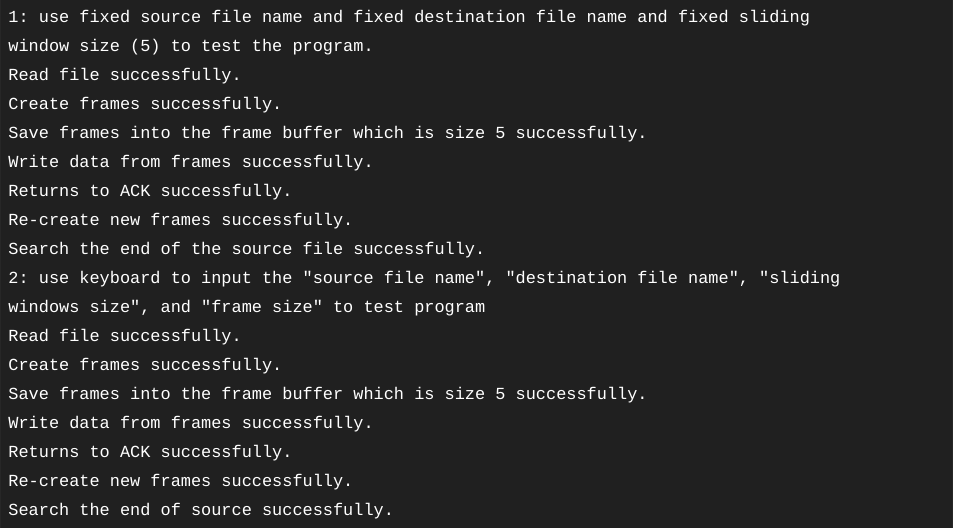 1: use fixed source file name and fixed destination file name and fixed sliding
window size (5) to test the program.
Read file successfully.
Create frames successfully.
Save frames into the frame buffer which is size 5 successfully.
Write data from frames successfully.
Returns to ACK successfully.
Re-create new frames successfully.
Search the end of the source file successfully.
2: use keyboard to input the "source file name", "destination file name", "sliding
windows size", and "frame size" to test program
Read file successfully.
Create frames successfully.
Save frames into the frame buffer which is size 5 successfully.
Write data from frames successfully.
Returns to ACK successfully.
Re-create new frames successfully.
Search the end of source successfully.